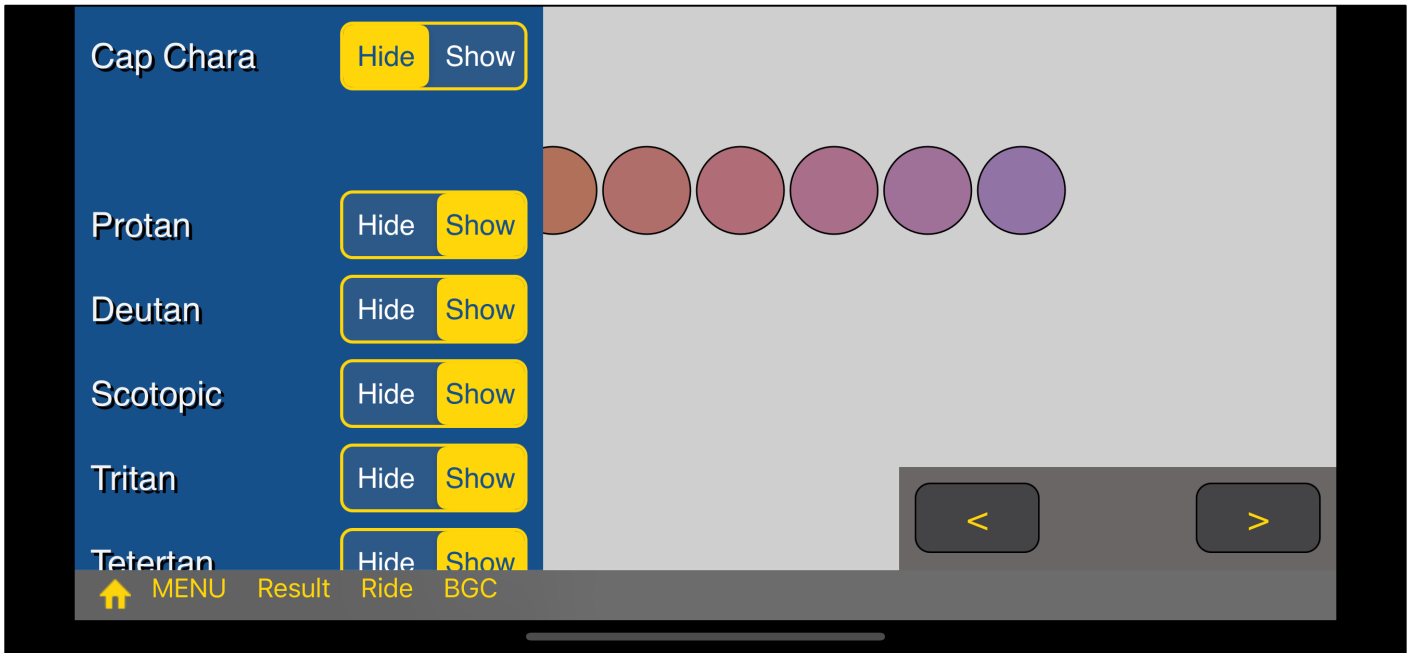 Cap Chara Hide Show
Protan Hide Show
Deutan Hide Show
Scotopic Hide Show
Tritan Hide Show
Tetertan Hide Show
< >
MENU Result Ride BGC